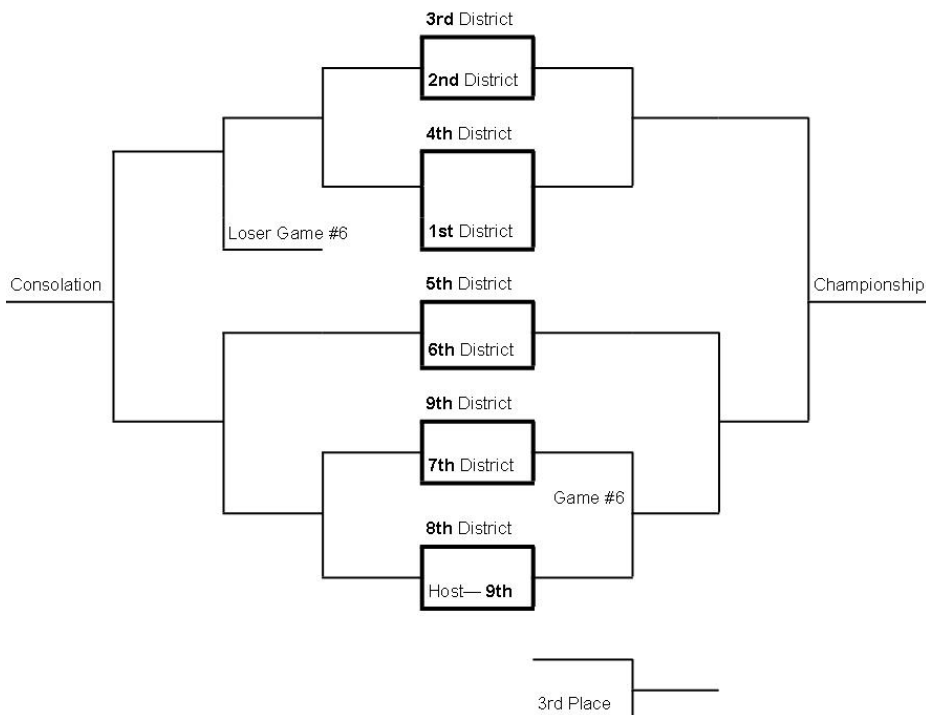 3rd District
2nd District
4th District
1st District
Loser Game #6
Consolation
5th District
Championship
6th District
9th District
7th District
Game #6
8th District
Host— 9th
3rd Place